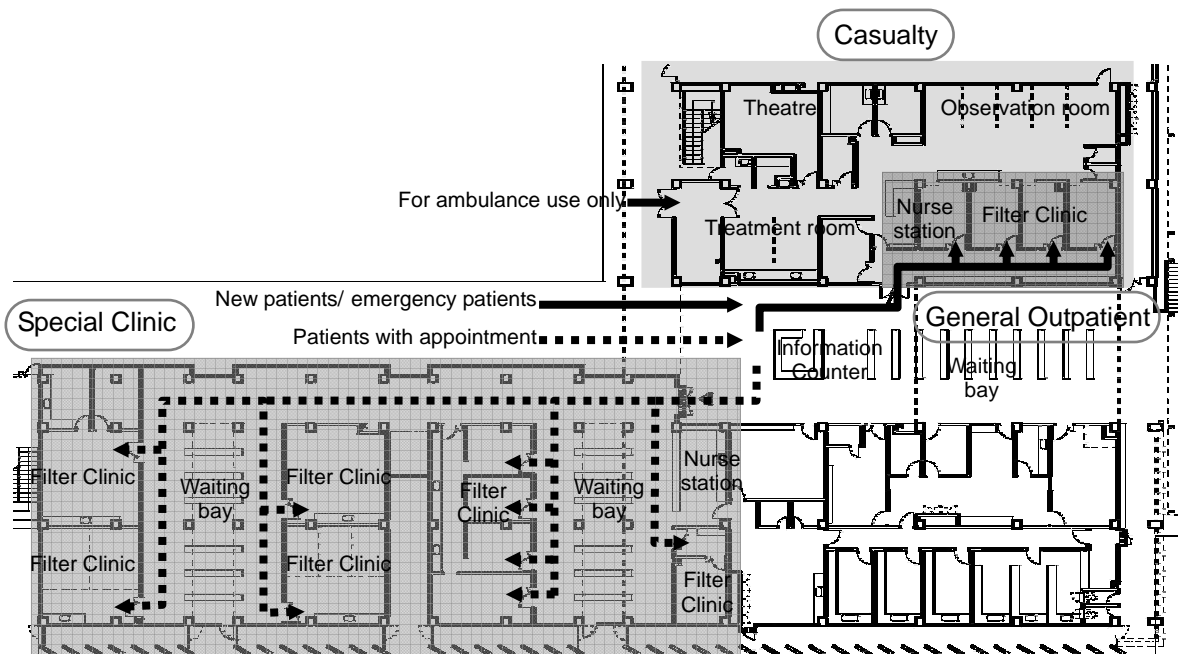 Casualty
Theatre
Observation room
For ambulance use only
Nurse
station
Filter Clinic
Treatment room
New patients/ emergency patients
Special Clinic
General Outpatient
Patients with appointment
Information
Counter
Waiting
bay
Filter Clinic
Waiting
bay
Filter Clinic
Filter
Clinic
Waiting
bay
Nurse
station
Filter Clinic
Filter Clinic
Filter
Clinic